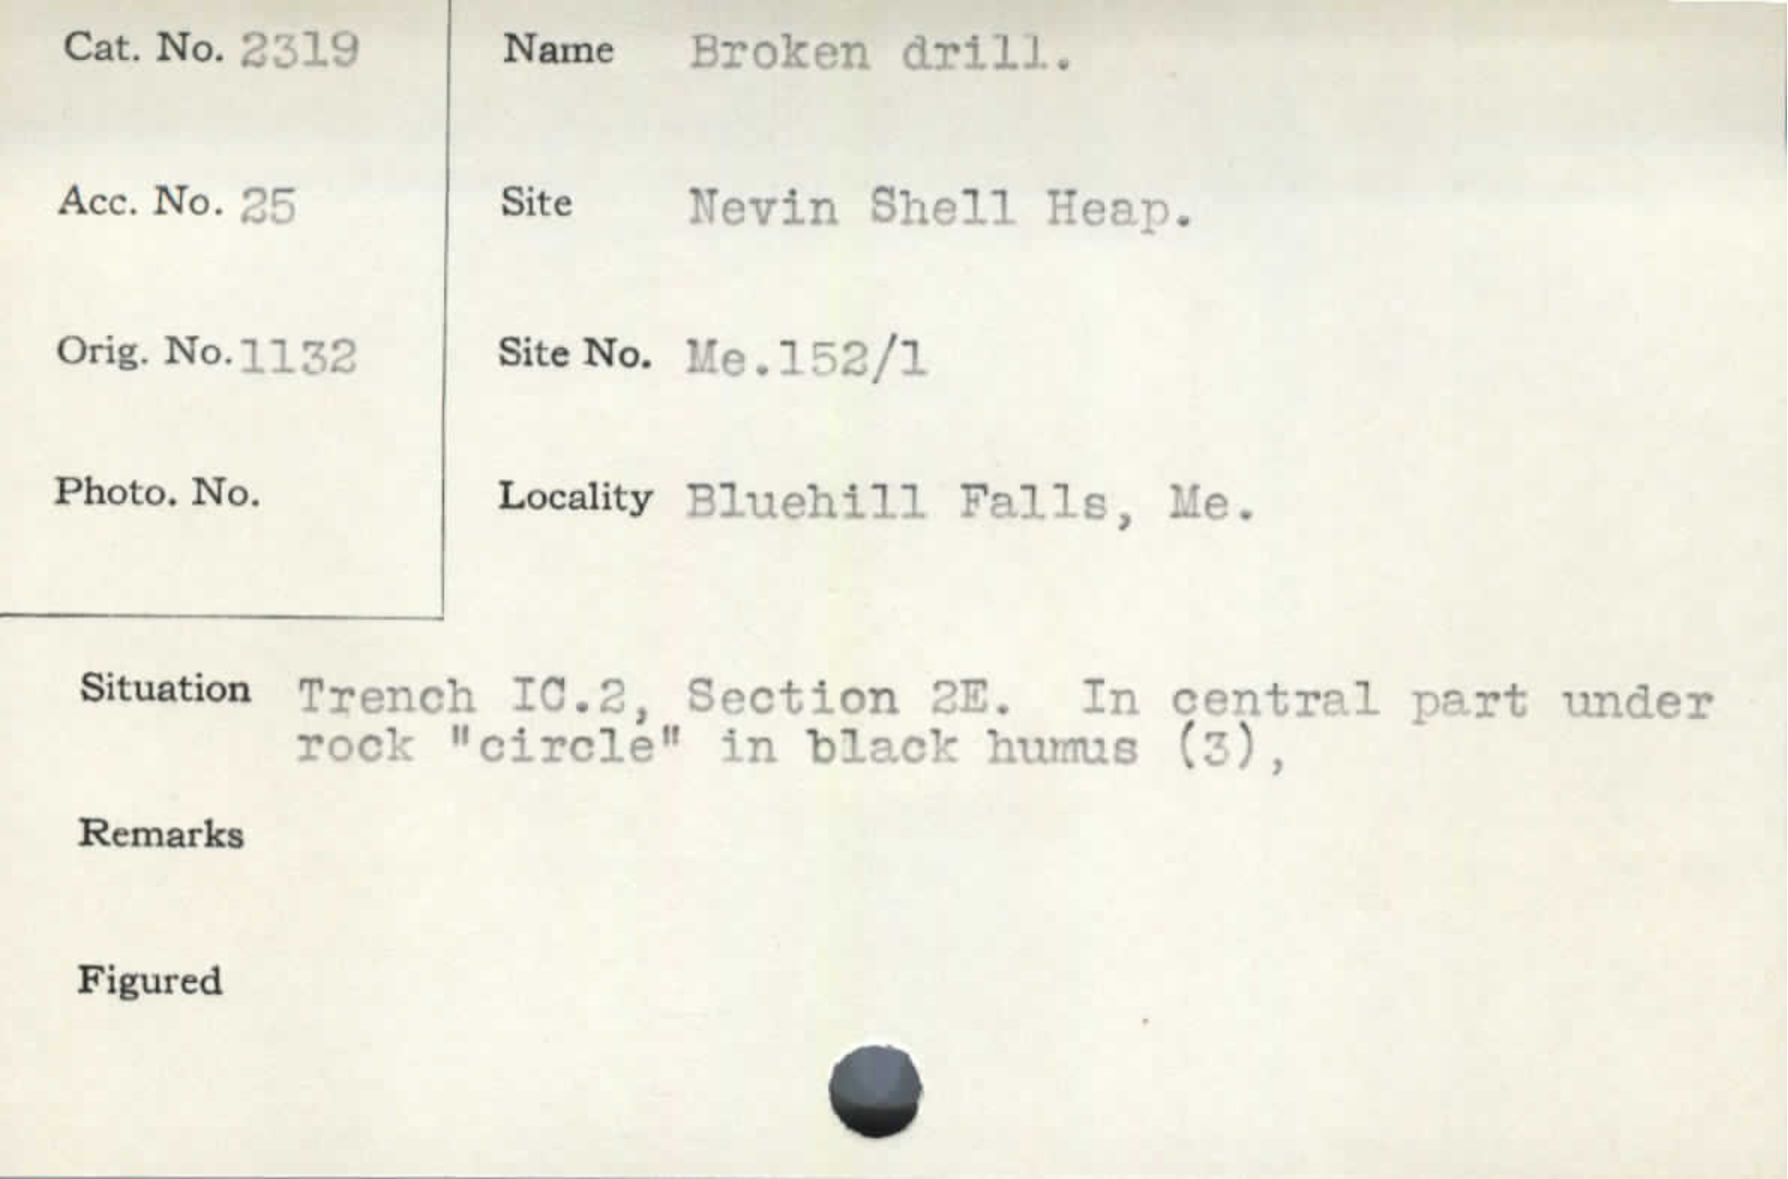 Cat. No. 2319
Name Broken drill.
Acc. No. 25
Site Nevin Shell Heap.
Orig. No. 1132
Site No. Me.152/1
Photo. No.
Locality Bluehill Falls, Me.
Situation Trench IC.2, Section 2E. In central part under
rock "circle" in black humus (3),
Remarks
Figured